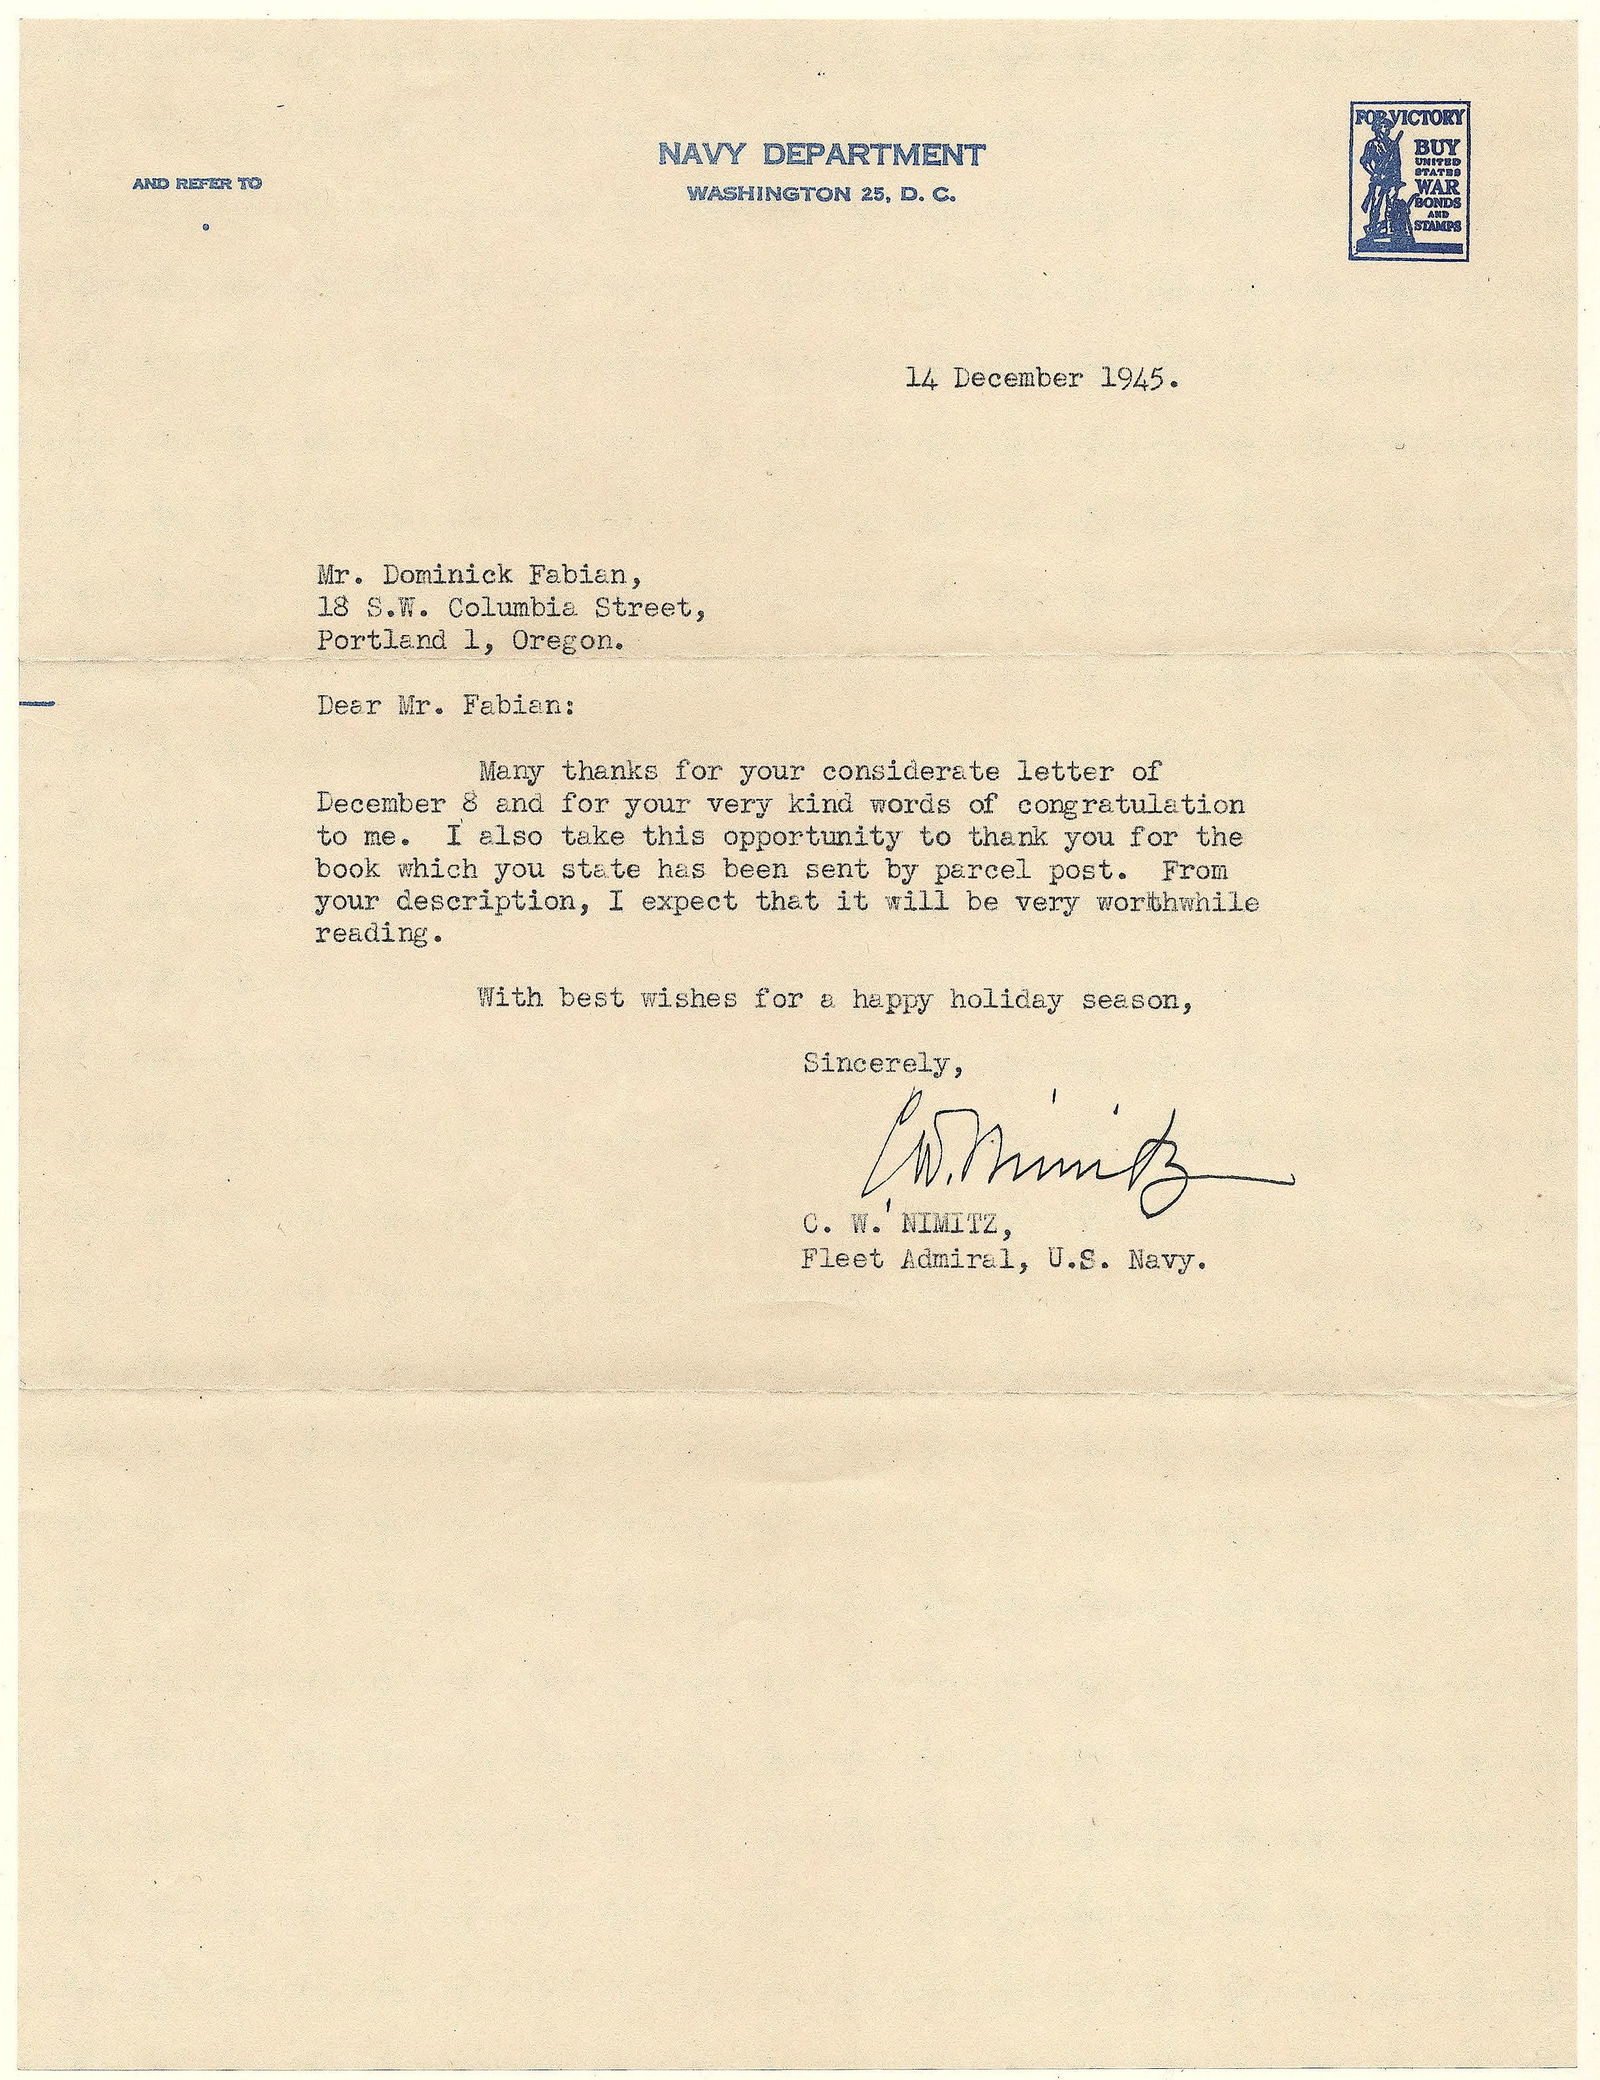 NAVY DEPARTMENT
WASHINGTON 25, D. C.
AND REFER TO
FOR VICTORY
BUY
UNITED
STATES
WAR
BONDS
AND
STAMPS
14 December 1945.
Mr. Dominick Fabian,
18 S.W. Columbia Street,
Portland 1, Oregon.
Dear Mr. Fabian:
Many thanks for your considerate letter of
December 8 and for your very kind words of congratulation
to me. I also take this opportunity to thank you for the
book which you state has been sent by parcel post. From
your description, I expect that it will be very worthwhile
reading.
With best wishes for a happy holiday season,
Sincerely,
C.W. Nimitz
C. W. NIMITZ,
Fleet Admiral, U.S. Navy.